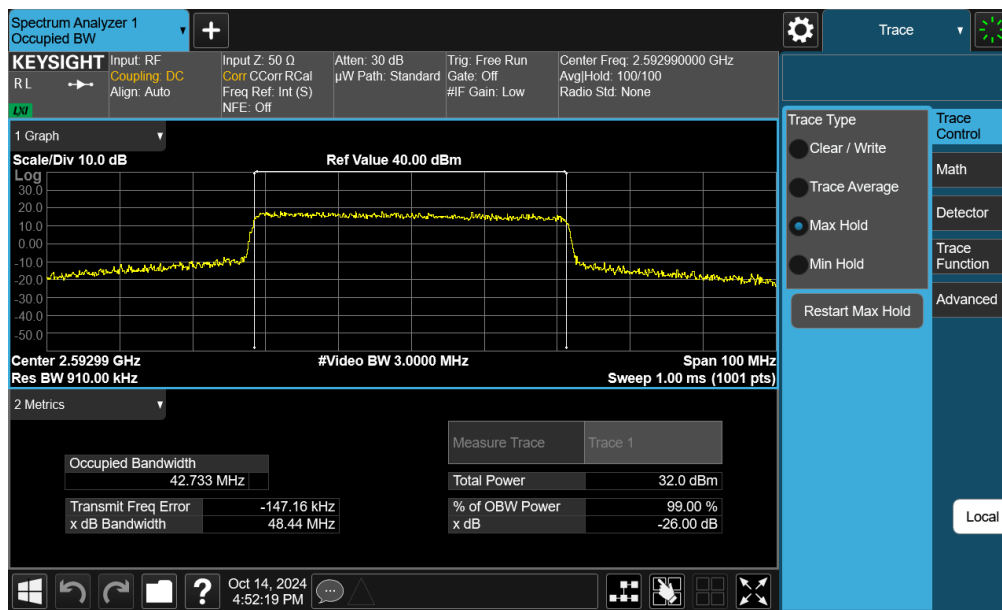 Spectrum Analyzer 1
Occupied BW
+
Trace
KEYSIGHT
R L
LXI
Input: RF
Coupling: DC
Align: Auto
Input Z: 50 Ω
Corr CCorr RCal
Freq Ref: Int (S)
NFE: Off
Atten: 30 dB
µW Path: Standard
Trig: Free Run
Gate: Off
#IF Gain: Low
Center Freq: 2.592990000 GHz
Avg|Hold: 100/100
Radio Std: None
1 Graph
Scale/Div 10.0 dB
Ref Value 40.00 dBm
Log
30.0
20.0
10.0
0.00
-10.0
-20.0
-30.0
-40.0
-50.0
Center 2.59299 GHz
#Video BW 3.0000 MHz
Span 100 MHz
Res BW 910.00 kHz
Sweep 1.00 ms (1001 pts)
2 Metrics
Measure Trace
Trace 1
Occupied Bandwidth
42.733 MHz
Total Power
32.0 dBm
Transmit Freq Error
-147.16 kHz
% of OBW Power
99.00 %
x dB Bandwidth
48.44 MHz
x dB
-26.00 dB
Trace Type
Clear / Write
Trace Average
Max Hold
Min Hold
Restart Max Hold
Trace
Control
Math
Detector
Trace
Function
Advanced
Local
?
Oct 14, 2024
4:52:19 PM